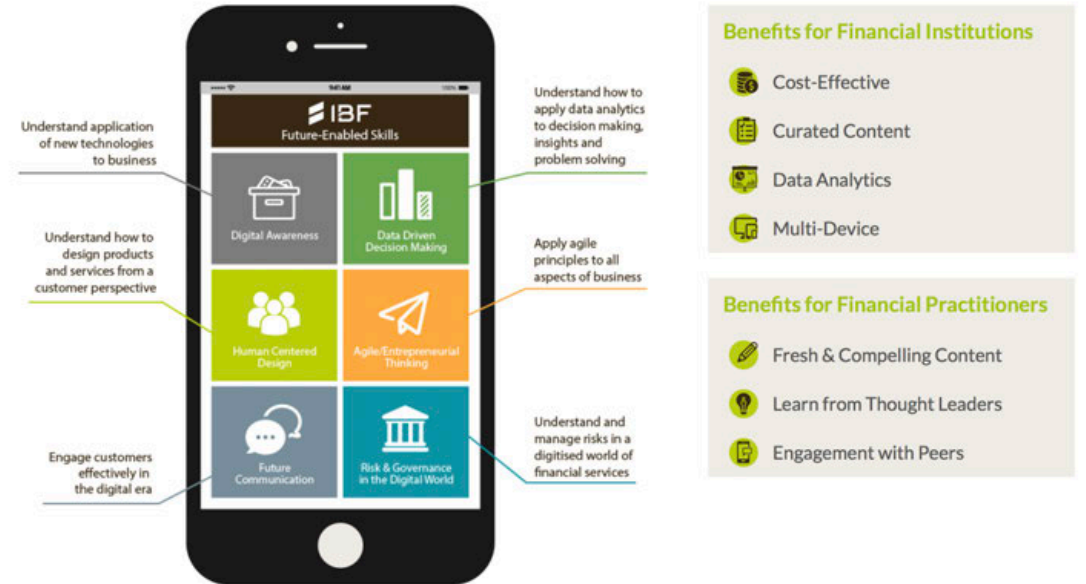 9:41 AM
100%
IBF
Future-Enabled Skills
Understand application
of new technologies
to business
Digital Awareness
Understand how to
apply data analytics
to decision making,
insights and
problem solving
Data Driven
Decision Making
Understand how to
design products
and services from a
customer perspective
Human Centered
Design
Apply agile
principles to all
aspects of business
Agile/Entrepreneurial
Thinking
Engage customers
effectively in
the digital era
Future
Communication
Understand and
manage risks in a
digitised world of
financial services
Risk & Governance
in the Digital World
Benefits for Financial Institutions
Cost-Effective
Curated Content
Data Analytics
Multi-Device
Benefits for Financial Practitioners
Fresh & Compelling Content
Learn from Thought Leaders
Engagement with Peers